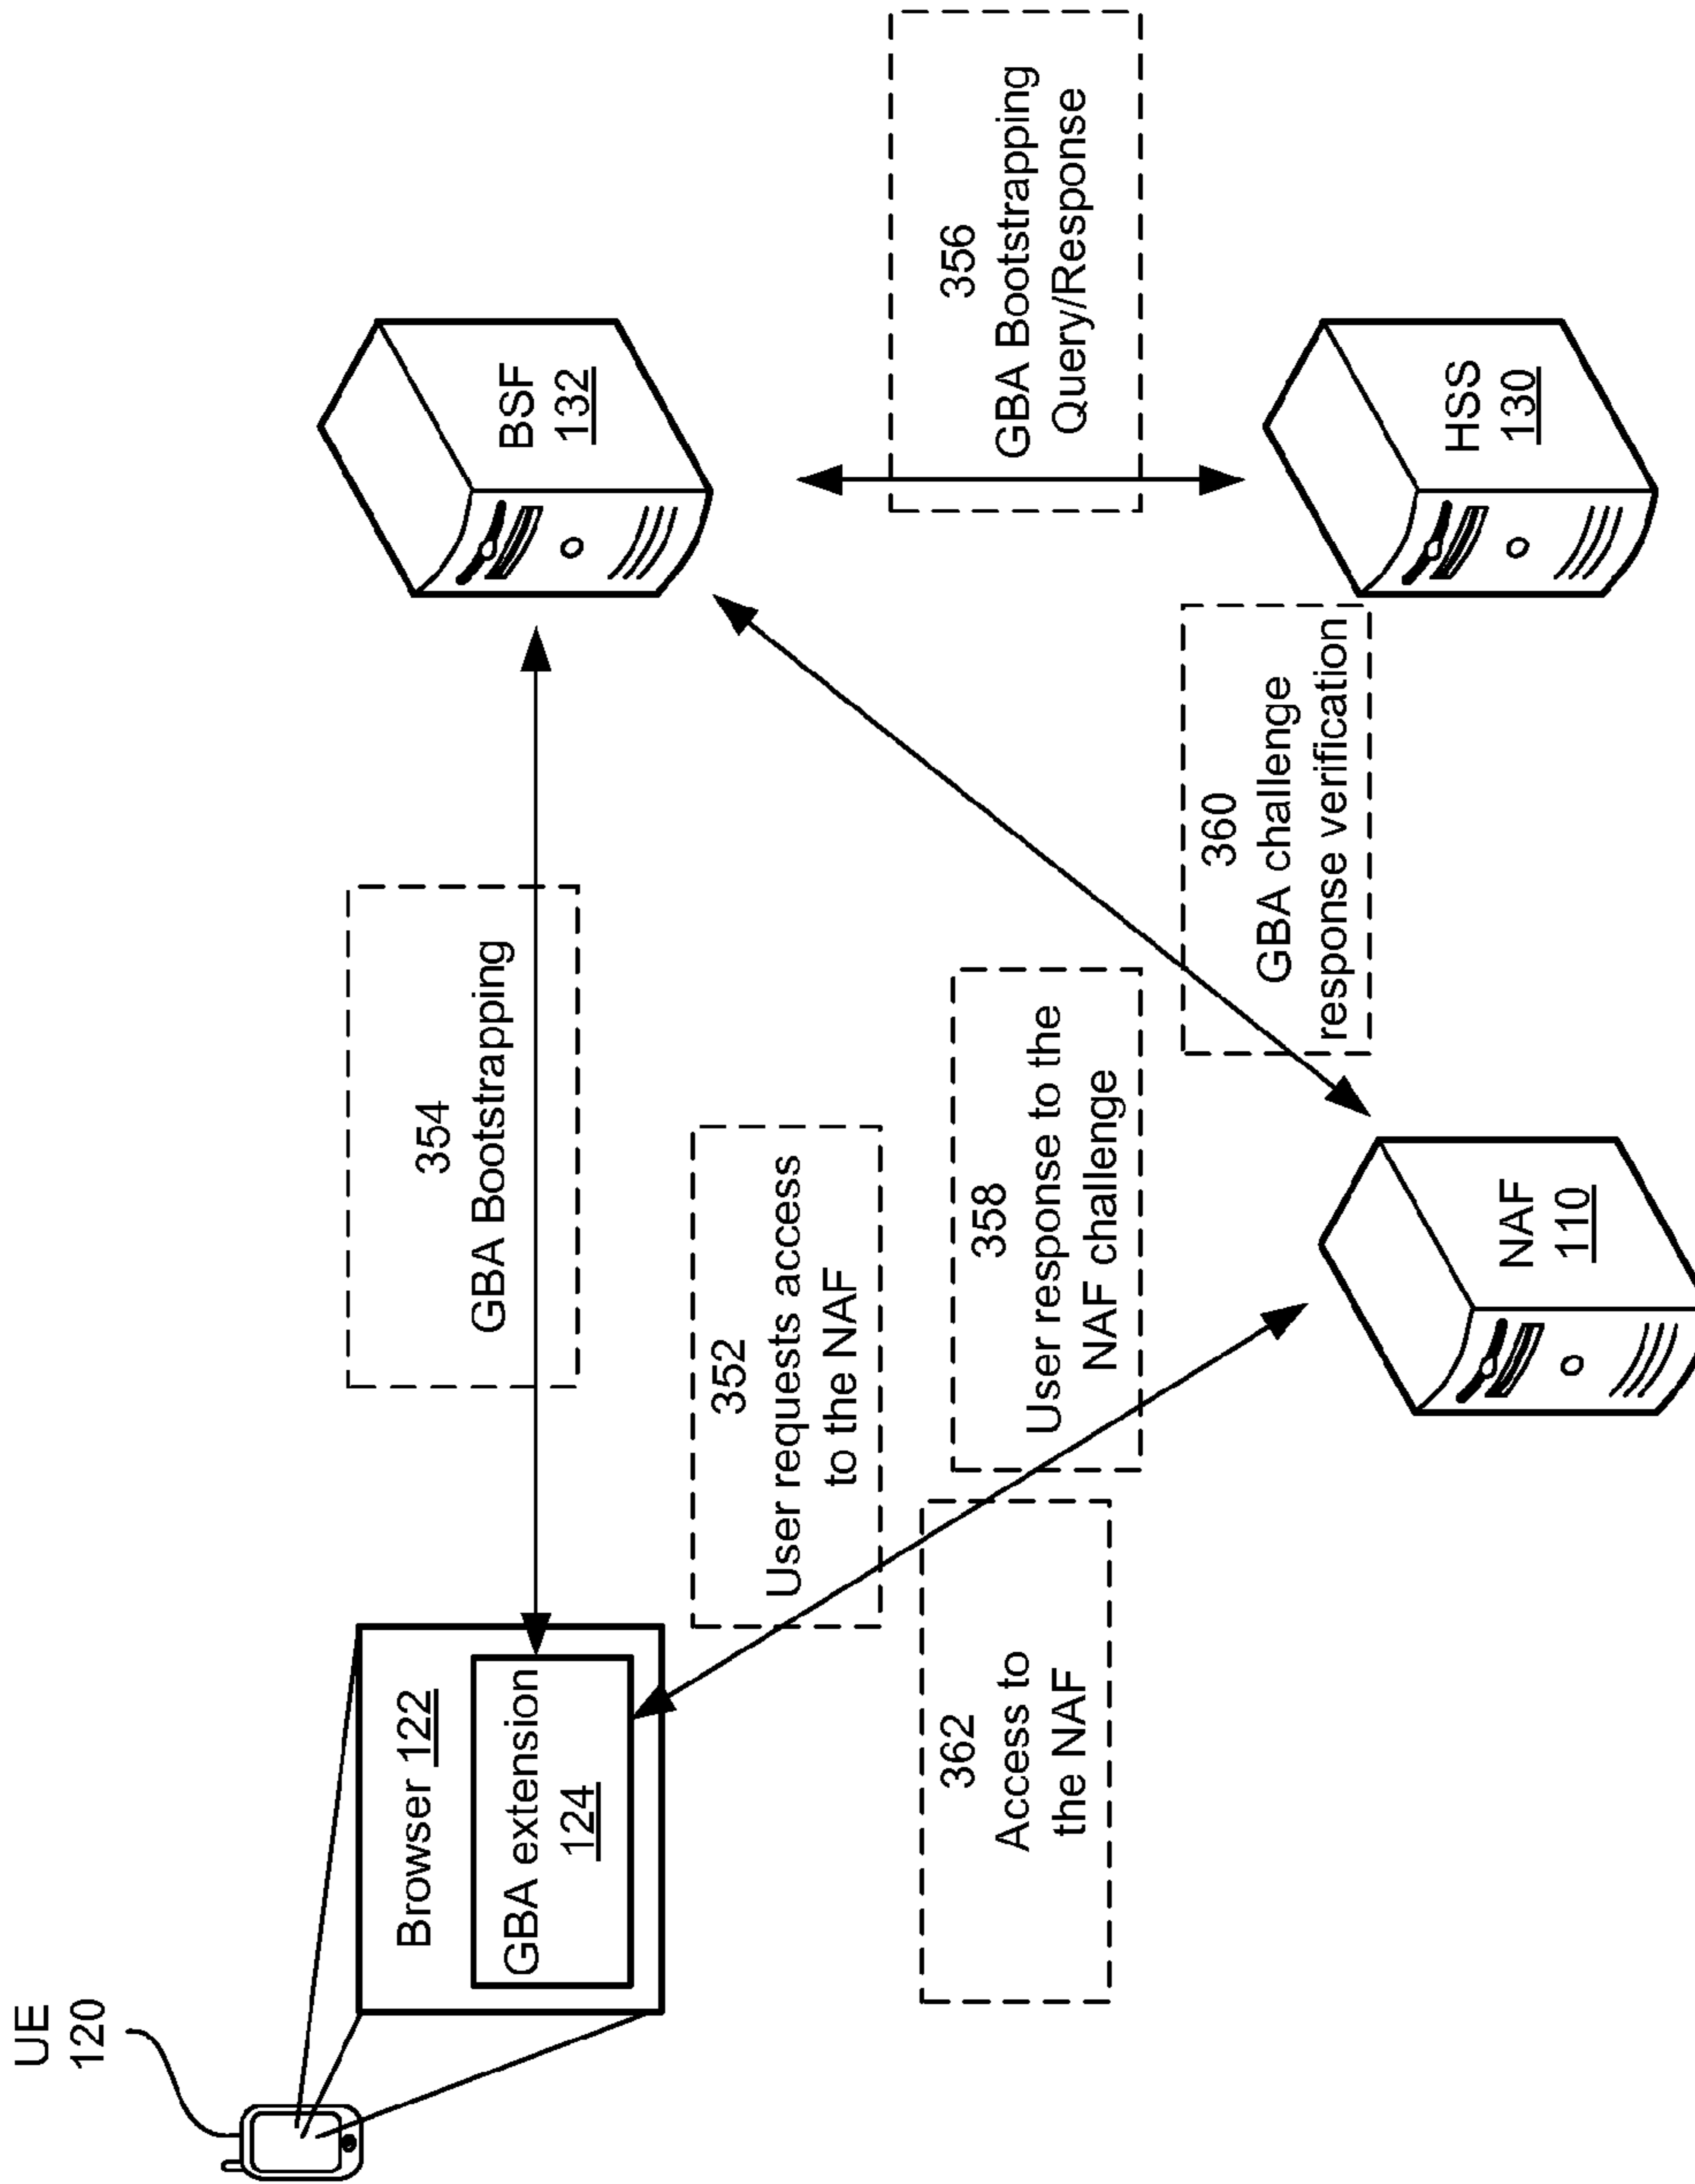 UE
120
Browser 122
GBA extension
124
354
GBA Bootstrapping
BSF
132
352
User requests access
to the NAF
356
GBA Bootstrapping
Query/Response
362
Access to
the NAF
358
User response to the
NAF challenge
360
GBA challenge
response verification
NAF
110
HSS
130